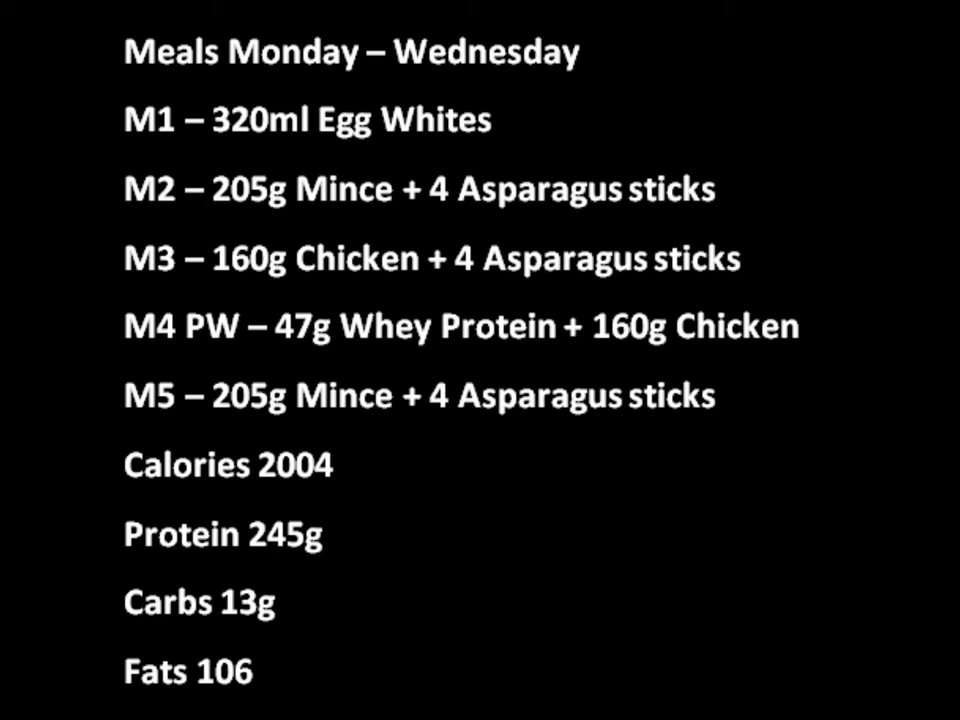 Meals Monday – Wednesday
M1 – 320ml Egg Whites
M2 – 205g Mince + 4 Asparagus sticks
M3 – 160g Chicken + 4 Asparagus sticks
M4 PW – 47g Whey Protein + 160g Chicken
M5 – 205g Mince + 4 Asparagus sticks
Calories 2004
Protein 245g
Carbs 13g
Fats 106